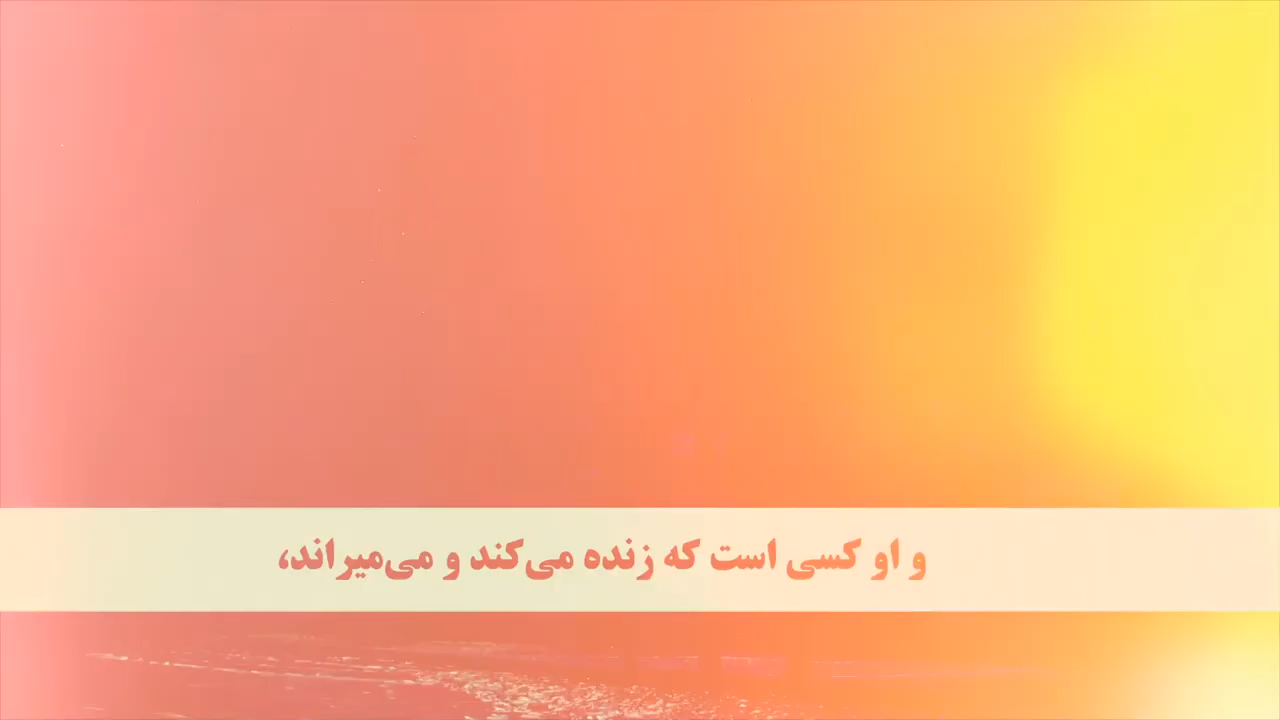 و او کسی است که زنده می‌کند و می‌میراند،